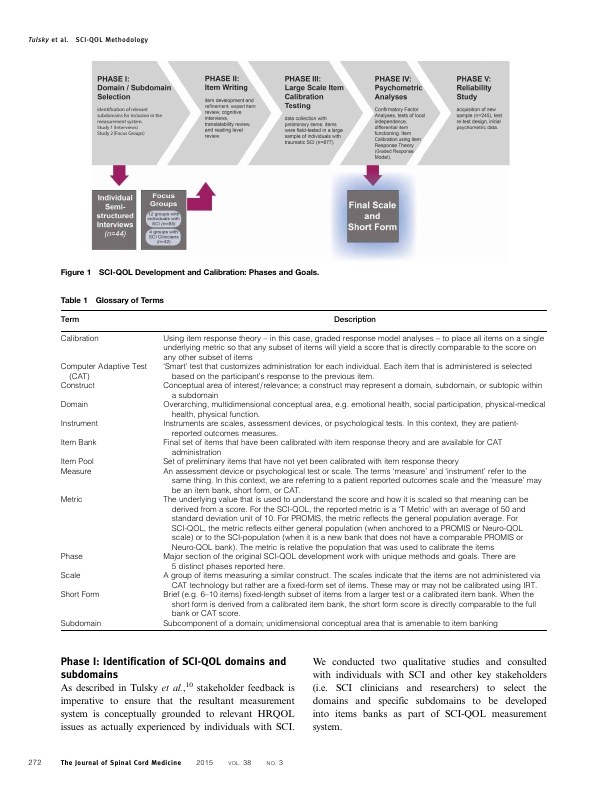 Tulsky et al. SCI-QOL Methodology
PHASE I:
Domain / Subdomain
Selection
identification of relevant
subdomains for inclusion in the
measurement system.
Study 1 (Interviews)
Study 2 (Focus Groups)
PHASE II:
Item Writing
item development and
refinement: expert item
review, cognitive
interviews,
translatability review,
and reading level
review.
PHASE III:
Large Scale Item
Calibration
Testing
data collection with
preliminary items: items
were field-tested in a large
sample of individuals with
traumatic SCI (n=877)
PHASE IV:
Psychometric
Analyses
Confirmatory Factor
Analyses, tests of local
independence,
differential item
functioning. Item
Calibration using Item
Response Theory
(Graded Response
Model).
PHASE V:
Reliability
Study
acquisition of new
sample (n=245), test
re-test design, initial
psychometric data.
Individual
Semi-
structured
Interviews
(n=44)
Focus
Groups
12 groups with
individuals with
SCI (n=65)
4 groups with
SCI Clinicians
(n=42)
Final Scale
and
Short Form
Figure 1 SCI-QOL Development and Calibration: Phases and Goals.
Table 1 Glossary of Terms
Term Description
Calibration Using item response theory – in this case, graded response model analyses – to place all items on a single
underlying metric so that any subset of items will yield a score that is directly comparable to the score on
any other subset of items
Computer Adaptive Test ‘Smart’ test that customizes administration for each individual. Each item that is administered is selected
(CAT) based on the participant's response to the previous item.
Construct Conceptual area of interest/relevance; a construct may represent a domain, subdomain, or subtopic within
a subdomain
Domain Overarching, multidimensional conceptual area, e.g. emotional health, social participation, physical-medical
health, physical function.
Instrument Instruments are scales, assessment devices, or psychological tests. In this context, they are patient-
reported outcomes measures.
Item Bank Final set of items that have been calibrated with item response theory and are available for CAT
administration
Item Pool Set of preliminary items that have not yet been calibrated with item response theory
Measure An assessment device or psychological test or scale. The terms ‘measure’ and ‘instrument’ refer to the
same thing. In this context, we are referring to a patient reported outcomes scale and the ‘measure’ may
be an item bank, short form, or CAT.
Metric The underlying value that is used to understand the score and how it is scaled so that meaning can be
derived from a score. For the SCI-QOL, the reported metric is a ‘T Metric’ with an average of 50 and
standard deviation unit of 10. For PROMIS, the metric reflects the general population average. For
SCI-QOL, the metric reflects either general population (when anchored to a PROMIS or Neuro-QOL
scale) or to the SCI-population (when it is a new bank that does not have a comparable PROMIS or
Neuro-QOL bank). The metric is relative the population that was used to calibrate the items
Phase Major section of the original SCI-QOL development work with unique methods and goals. There are
5 distinct phases reported here.
Scale A group of items measuring a similar construct. The scales indicate that the items are not administered via
CAT technology but rather are a fixed-form set of items. These may or may not be calibrated using IRT.
Short Form Brief (e.g. 6–10 items) fixed-length subset of items from a larger test or a calibrated item bank. When the
short form is derived from a calibrated item bank, the short form score is directly comparable to the full
bank or CAT score.
Subdomain Subcomponent of a domain; unidimensional conceptual area that is amenable to item banking
Phase I: Identification of SCI-QOL domains and
subdomains
As described in Tulsky et al.,10 stakeholder feedback is
imperative to ensure that the resultant measurement
system is conceptually grounded to relevant HRQOL
issues as actually experienced by individuals with SCI.
We conducted two qualitative studies and consulted
with individuals with SCI and other key stakeholders
(i.e. SCI clinicians and researchers) to select the
domains and specific subdomains to be developed
into items banks as part of SCI-QOL measurement
system.
272 The Journal of Spinal Cord Medicine 2015 VOL. 38 NO. 3